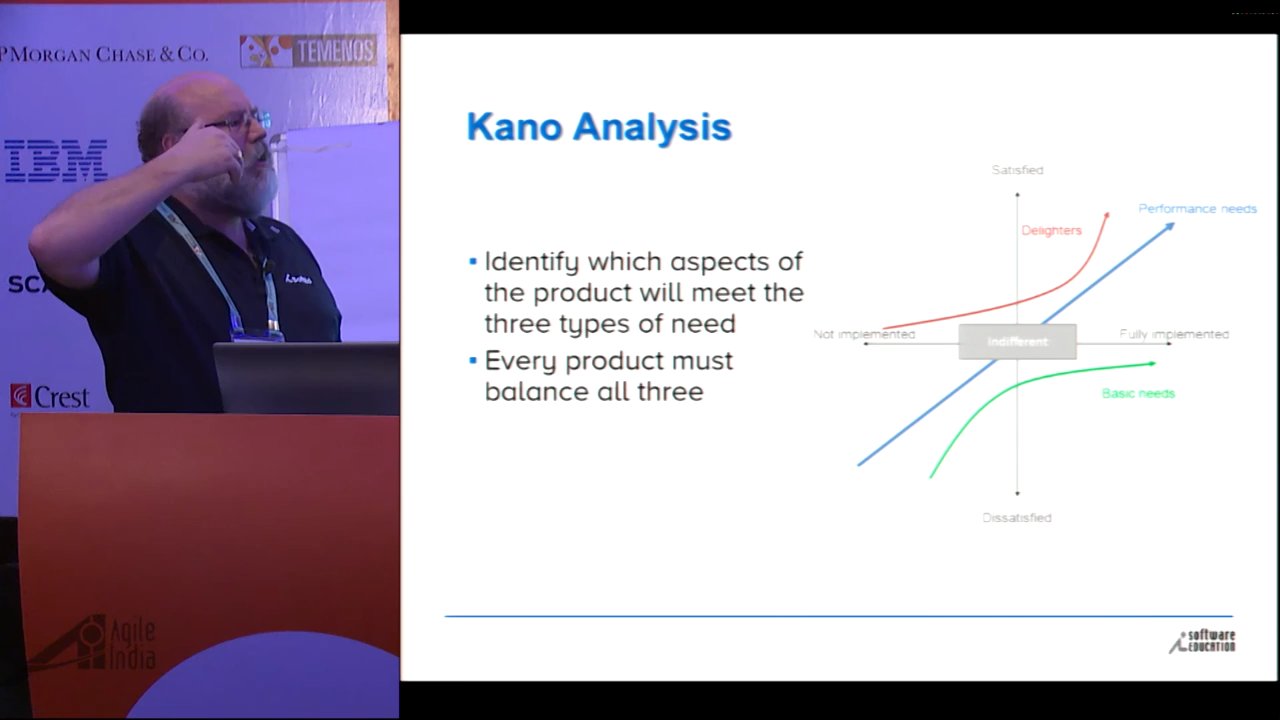 PMORGAN CHASE & CO.
TEMENOS
IBM
Crest
Agile
India
Kano Analysis
Identify which aspects of
the product will meet the
three types of need
Every product must
balance all three
Satisfied
Performance needs
Delighters
Not implemented
Indifferent
Fully implemented
Basic needs
Dissatisfied
software
EDUCATION